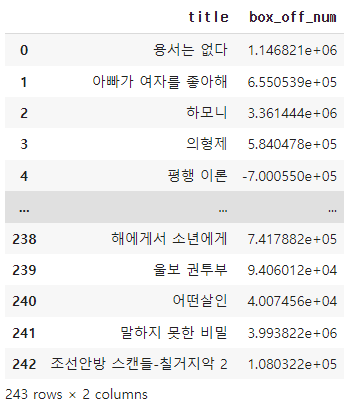 title box_off_num
0 용서는 없다 1.146821e+06
1 아빠가 여자를 좋아해 6.550539e+05
2 하모니 3.361444e+06
3 의형제 5.840478e+05
4 평행 이론 -7.000550e+05
... ... ...
238 해에게서 소년에게 7.417882e+05
239 울보 권투부 9.406012e+04
240 어떤살인 4.007456e+04
241 말하지 못한 비밀 3.993822e+06
242 조선안방 스캔들-칠거지악 2 1.080322e+05
243 rows × 2 columns